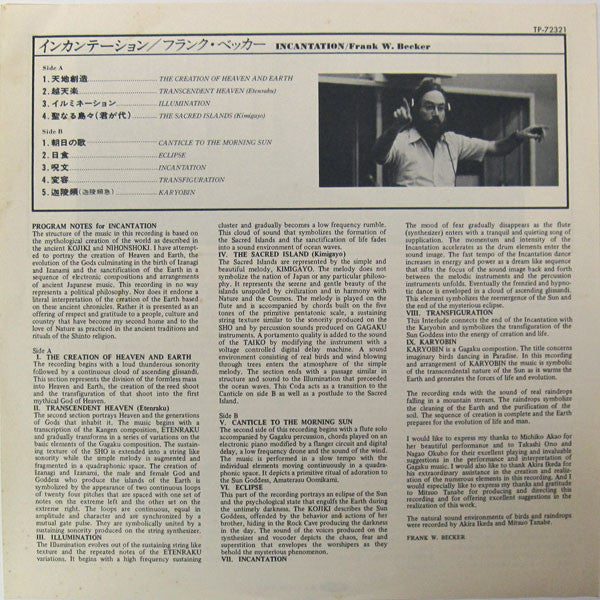 TP-72321
インカンテーション/フランク・ベッカー INCANTATION/Frank W. Becker
Side A
1. 天地創造 THE CREATION OF HEAVEN AND EARTH
2. 越天楽 TRANSCENDENT HEAVEN (Etenraku)
3. イルミネーション ILLUMINATION
4. 聖なる島々(君が代) THE SACRED ISLANDS (Kimigayo)
Side B
1. 朝日の歌 CANTICLE TO THE MORNING SUN
2. 日食 ECLIPSE
3. 呪文 INCANTATION
4. 変容 TRANSFIGURATION
5. 迦陵頻(迦陵頻急) KARYOBIN
PROGRAM NOTES for INCANTATION
The structure of the music in this recording is based on
the mythological creation of the world as described in
the ancient KOJIKI and NIHONSHOKI. I have attempt-
ed to portray the creation of Heaven and Earth, the
evolution of the Gods culminating in the birth of Izanagi
and Izanami and the sanctification of the Earth in a
sequence of electronic compositions and arrangements
of ancient Japanese music. This recording in no way
represents a political mythology. Nor does it endorse a
literal interpretation of the creation of the Earth based
on these ancient chronicles. Rather it is presented as an
offering of respect and gratitude to a people, culture and
country that have become my second home and to the
love of Nature as practiced in the ancient traditions and
rituals of the Shinto religion.
Side A
I. THE CREATION OF HEAVEN AND EARTH
The recording begins with a loud thunderous sonority
followed by a continuous cloud of ascending glissandi.
This section represents the division of the formless mass
into Heaven and Earth, the creation of the reed shoot
and the transfiguration of that shoot into the first
mythical God of Heaven.
II. TRANSCENDENT HEAVEN (Etenraku)
The second section portrays Heaven and the generations
of Gods that inhabit it. The music begins with a
transcription of the Kangen composition, ETENRAKU
and gradually transforms in a series of variations on the
basic elements of the Gagaku composition. The sustain-
ing texture of the SHO is extended into a string like
sonority while the simple melody is augmented and
fragmented in a quadraphonic space. The creation of
Izanagi and Izanami, the male and female God and
Goddess who produce the islands of the Earth is
symbolized by the appearance of two continuous loops
of twenty four pitches that are spaced with one set of
notes on the extreme left and the other set on the
extreme right. The loops are continuous, equal in
amplitude and character and are synchronized by a
mutual gate pulse. They are symbolically united by a
sustaining sonority produced on the string synthesizer.
III. ILLUMINATION
The Illumination evolves out of the sustaining string like
texture and the repeated notes of the ETENRAKU
variations. It begins with a high frequency sustaining
cluster and gradually becomes a low frequency rumble.
This cloud of sound that symbolizes the formation of
the Sacred Islands and the sanctification of life fades
into a sound environment of ocean waves.
IV. THE SACRED ISLAND (Kimigayo)
The Sacred Islands are represented by the simple and
beautiful melody, KIMIGAYO. The melody does not
symbolize the nation of Japan or any particular philoso-
phy. It represents the serene and gentle beauty of the
islands unspoiled by civilization and in harmony with
Nature and the Cosmos. The melody is played on the
flute and is accompanied by chords built on the five
tones of the primitive pentatonic scale, a sustaining
string texture similar to the sonority produced on the
SHO and by percussion sounds produced on GAGAKU
instruments. A portamento quality is added to the sound
of the TAIKO by modifying the instrument with a
voltage controlled digital delay machine. A sound
environment consisting of real birds and wind blowing
through trees enters the atmosphere of the simple
melody. The section ends with a passage similar in
structure and sound to the Illumination that preceded
the ocean waves. This Coda acts as a transition to the
Canticle on side B as well as a postlude to the Sacred
Island.
Side B
V. CANTICLE TO THE MORNING SUN
The second side of this recording begins with a flute solo
accompanied by Gagaku percussion, chords played on an
electronic piano modified by a flanger circuit and digital
delay, a low frequency drone and the sound of the wind.
The music is performed in a slow tempo with the
individual elements moving continuously in a quadra-
phonic space. It depicts a primitive ritual of adoration to
the Sun Goddess, Amaterasu Oomikami.
VI. ECLIPSE
This part of the recording portrays an eclipse of the Sun
and the psychological state that engulfs the Earth during
the untimely darkness. The KOJIKI describes the Sun
Goddess, offended by the behavior and actions of her
brother, hiding in the Rock Cave producing the darkness
in the day. The sound of the voices produced on the
synthesizer and vocoder depicts the chaos, fear and
superstition that envelopes the worshipers as they
behold the mysterious phenomenon.
VII. INCANTATION
The mood of fear gradually disappears as the flute
(synthesizer) enters with a tranquil and quieting song of
supplication. The momentum and intensity of the
Incantation accelerates as the drum elements enter the
sound image. The fast tempo of the Incantation dance
increases in energy and power as a dream like sequence
that sifts the focus of the sound image back and forth
between the melodic instruments and the percussion
instruments unfolds. Eventually the frenzied and hypno-
tic dance is enveloped in a cloud of ascending glissandi.
This element symbolizes the reemergence of the Sun and
the end of the mysterious eclipse.
VIII. TRANSFIGURATION
This Interlude connects the End of the Incantation with
the Karyobin and symbolizes the transfiguration of the
Sun Goddess into the energy of creation and life.
IX. KARYOBIN
KARYOBIN is a Gagaku composition. The title concerns
imaginary birds dancing in Paradise. In this recording
and arrangement of KARYOBIN the music is symbolic
of the transcendental nature of the Sun as is warms the
Earth and generates the forces of life and evolution.
The recording ends with the sound of real raindrops
falling in a mountain stream. The raindrops symbolize
the cleaning of the Earth and the purification of the
soil. The sequence of creation is complete and the Earth
prepares for the evolution of life and man.
I would like to express my thanks to Michiko Akao for
her beautiful performance and to Takashi Ouo and
Nagao Okubo for their excellent playing and invaluable
suggestions in the performance and interpretation of
Gagaku music. I would also like to thank Akira Ikeda for
his extraordinary assistance in the creation and realiza-
tion of the numerous elements in this recording. And I
would especially like to express my thanks and gratitude
to Mitsuo Tanabe for producing and directing this
recording and for offering excellent suggestions in the
realization of this work.
The natural sound environments of birds and raindrops
were recorded by Akira Ikeda and Mitsuo Tanabe.
FRANK W. BECKER